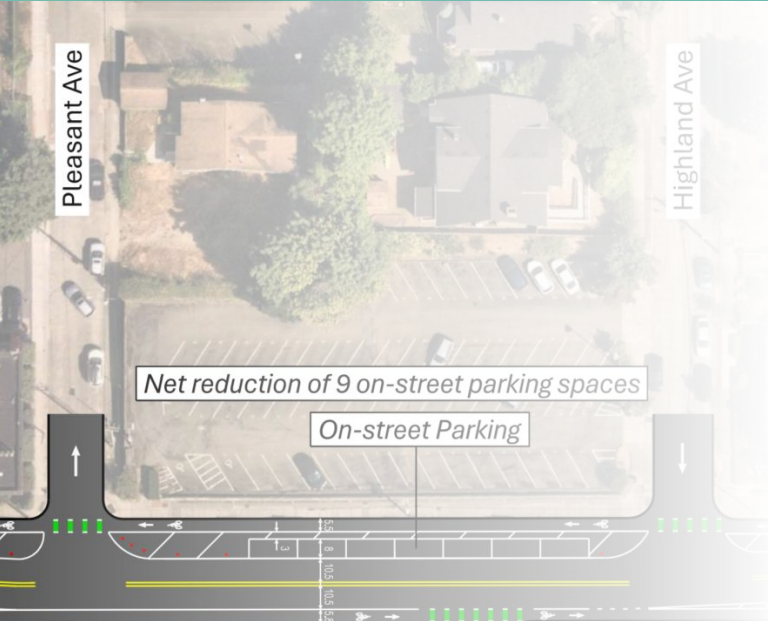 Pleasant Ave
Highland Ave
Net reduction of 9 on-street parking spaces
On-street Parking
5.5
3
8
10.5
10.5
5.5